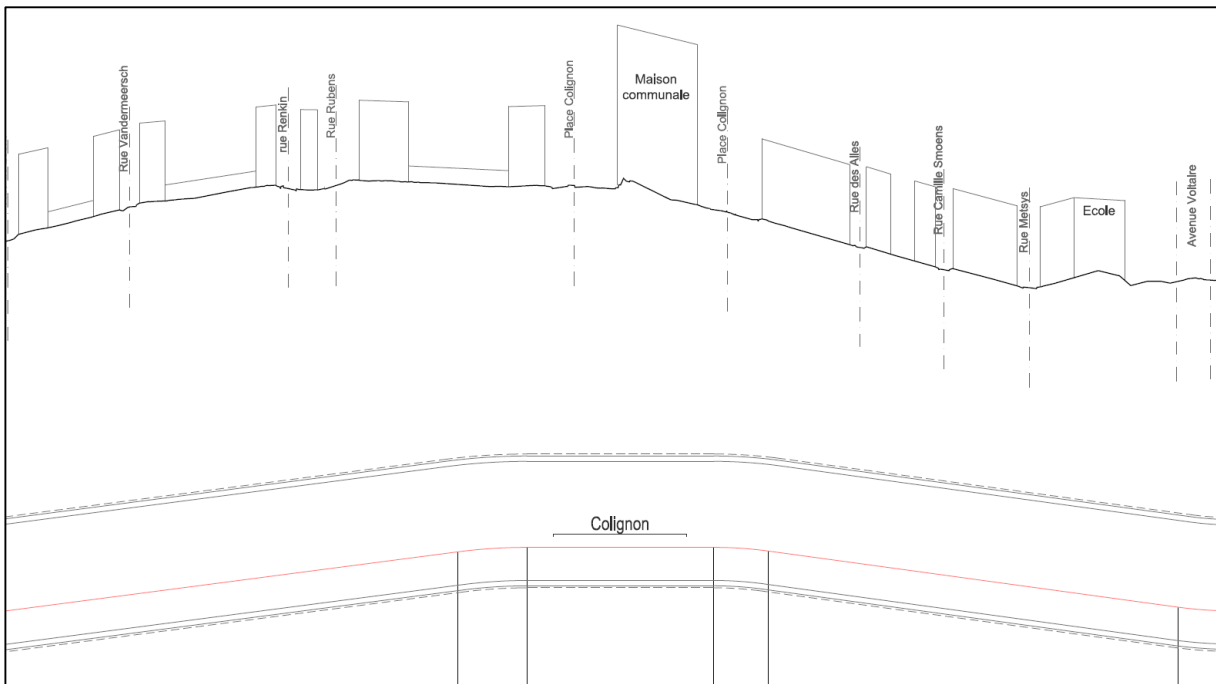 Rue Vandermeersch
rue Renkin
Rue Rubens
Place Colignon
Maison
communale
Place Collignon
Rue des Alles
Rue Camille Smoens
Rue Metsys
Ecole
Avenue Voltaire
Colignon